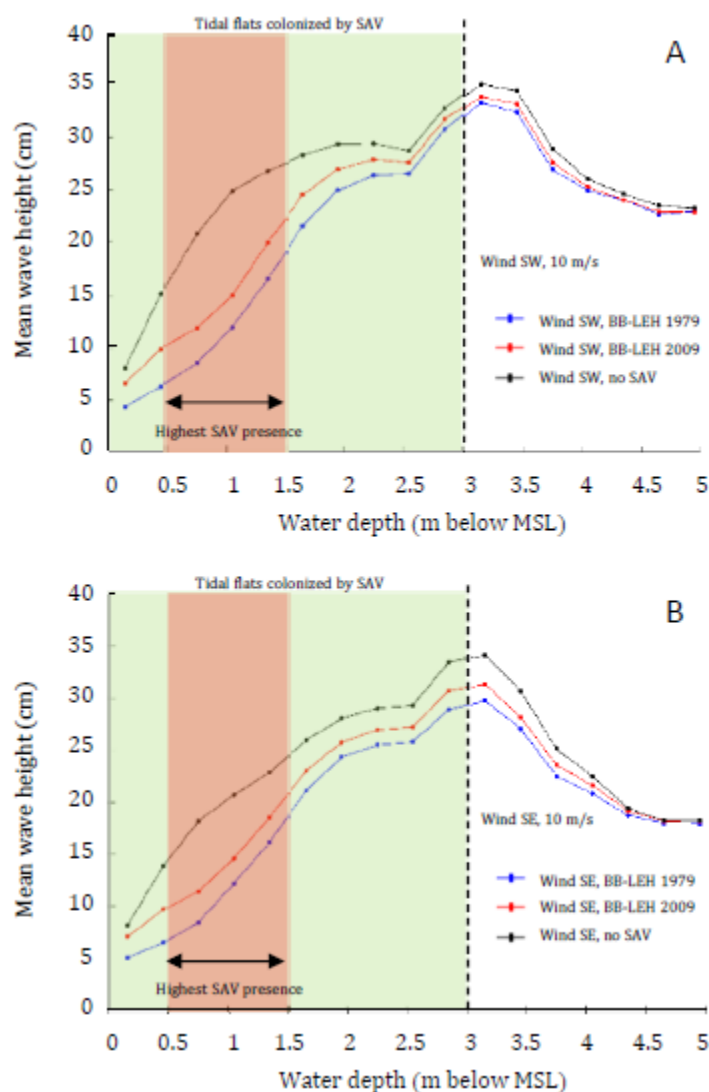 Tidal flats colonized by SAV
A
40
35
30
25
20
15
10
5
0
Mean wave height (cm)
Wind SW, 10 m/s
Wind SW, BB-LEH 1979
Wind SW, BB-LEH 2009
Wind SW, no SAV
Highest SAV presence
0 0.5 1 1.5 2 2.5 3 3.5 4 4.5 5
Water depth (m below MSL)
Tidal flats colonized by SAV
B
40
35
30
25
20
15
10
5
0
Mean wave height (cm)
Wind SE, 10 m/s
Wind SE, BB-LEH 1979
Wind SE, BB-LEH 2009
Wind SE, no SAV
Highest SAV presence
0 0.5 1 1.5 2 2.5 3 3.5 4 4.5 5
Water depth (m below MSL)